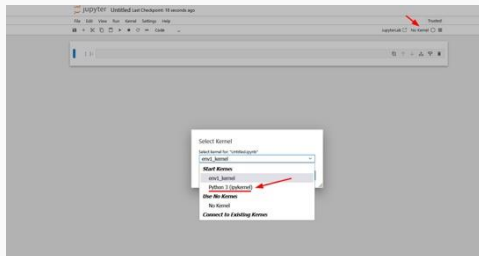 jupyter Untitled Last Checkpoint: 18 seconds ago
File Edit View Run Kernel Settings Help Trusted
Code JupyterLab No Kernel
Select Kernel
Select kernel for: "Untitled.ipynb"
env1_kernel
Start Kernel
env1_kernel
Python 3 (ipykernel)
Use No Kernel
No Kernel
Connect to Existing Kernel